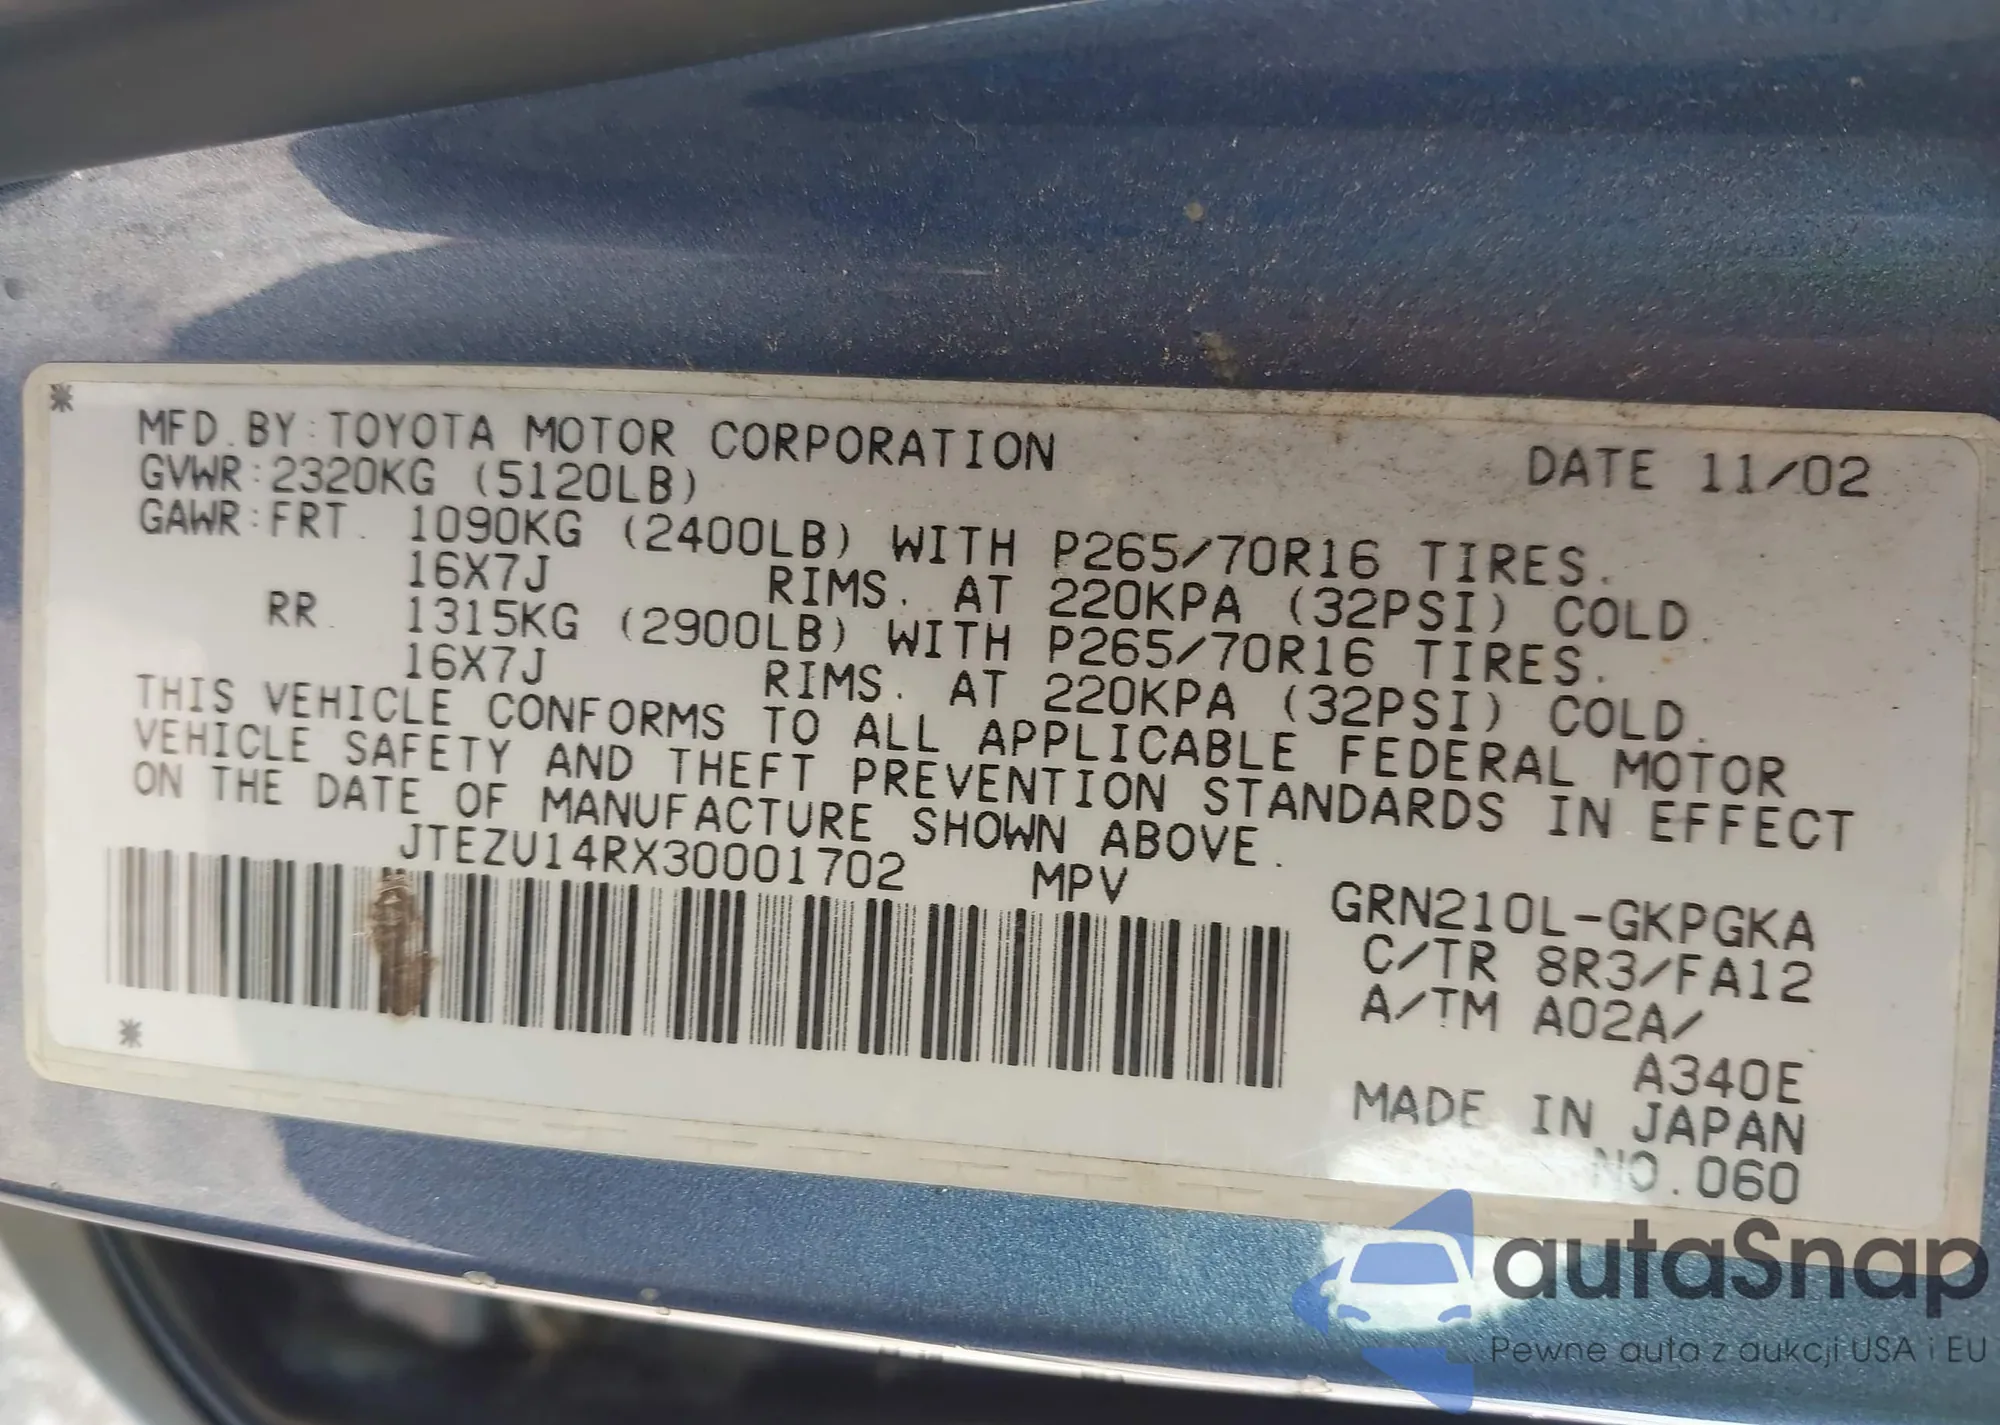 MFD.BY:TOYOTA MOTOR CORPORATION DATE 11/02
GVWR:2320KG (5120LB)
GAWR:FRT. 1090KG (2400LB) WITH P265/70R16 TIRES.
16X7J RIMS. AT 220KPA (32PSI) COLD.
RR. 1315KG (2900LB) WITH P265/70R16 TIRES.
16X7J RIMS. AT 220KPA (32PSI) COLD.
THIS VEHICLE CONFORMS TO ALL APPLICABLE FEDERAL MOTOR
VEHICLE SAFETY AND THEFT PREVENTION STANDARDS IN EFFECT
ON THE DATE OF MANUFACTURE SHOWN ABOVE.
JTEZU14RX30001702 MPV
GRN210L-GKPGKA
C/TR 8R3/FA12
A/TM A02A/
A340E
MADE IN JAPAN
NO.060
autaSnap
Pewne auta z aukcji USA i EU